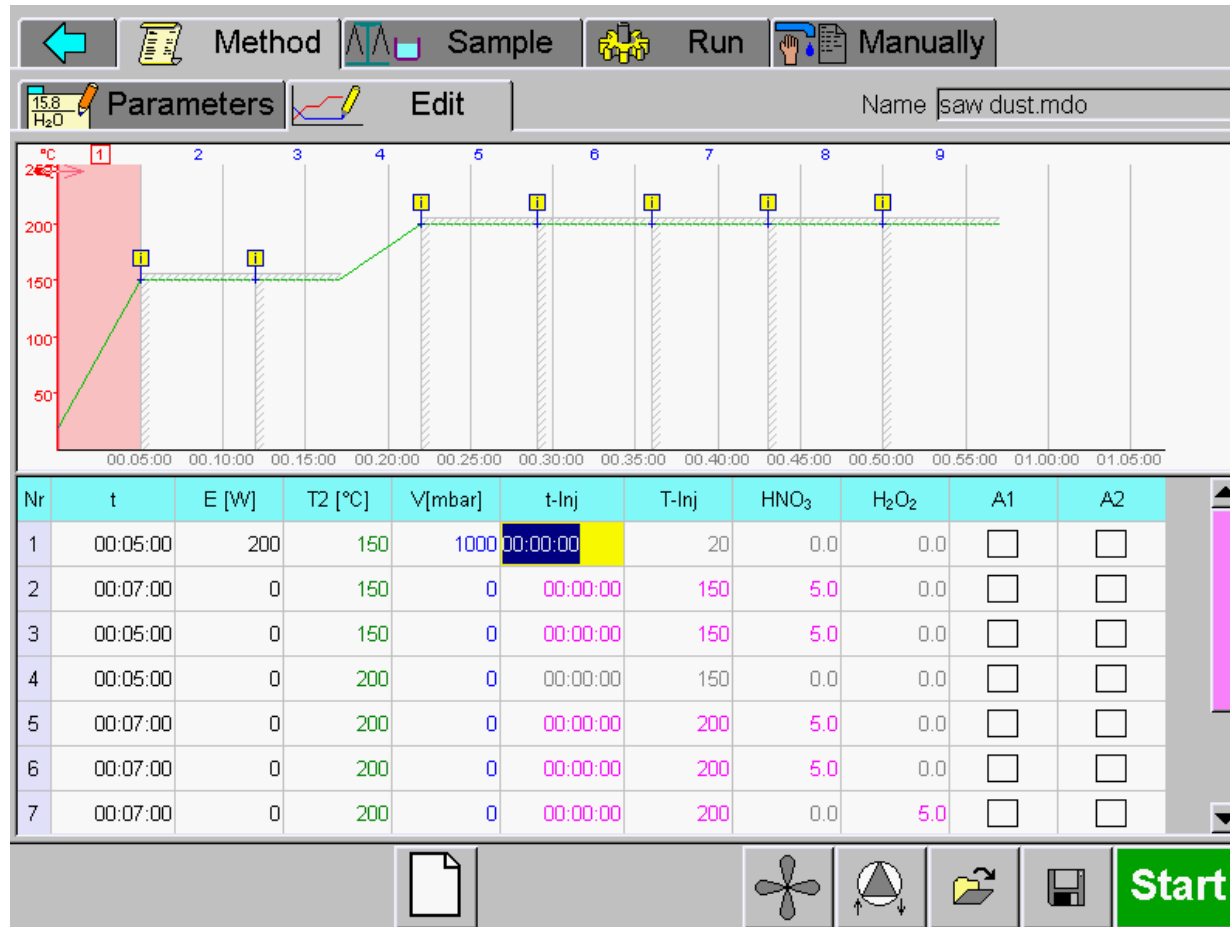 Method Sample Run Manually
15.8 H₂O Parameters Edit Name saw dust.mdo
°C 1 2 3 4 5 6 7 8 9
i i i i i
200
i i
150
100
50
00.05:00 00.10:00 00.15:00 00.20:00 00.25:00 00.30:00 00.35:00 00.40:00 00.45:00 00.50:00 00.55:00 01.00:00 01.05:00
Nr t E [W] T2 [°C] V[mbar] t-Inj T-Inj HNO₃ H₂O₂ A1 A2
1 00:05:00 200 150 1000 00:00:00 20 0.0 0.0
2 00:07:00 0 150 0 00:00:00 150 5.0 0.0
3 00:05:00 0 150 0 00:00:00 150 5.0 0.0
4 00:05:00 0 200 0 00:00:00 150 0.0 0.0
5 00:07:00 0 200 0 00:00:00 200 5.0 0.0
6 00:07:00 0 200 0 00:00:00 200 5.0 0.0
7 00:07:00 0 200 0 00:00:00 200 0.0 5.0
Start